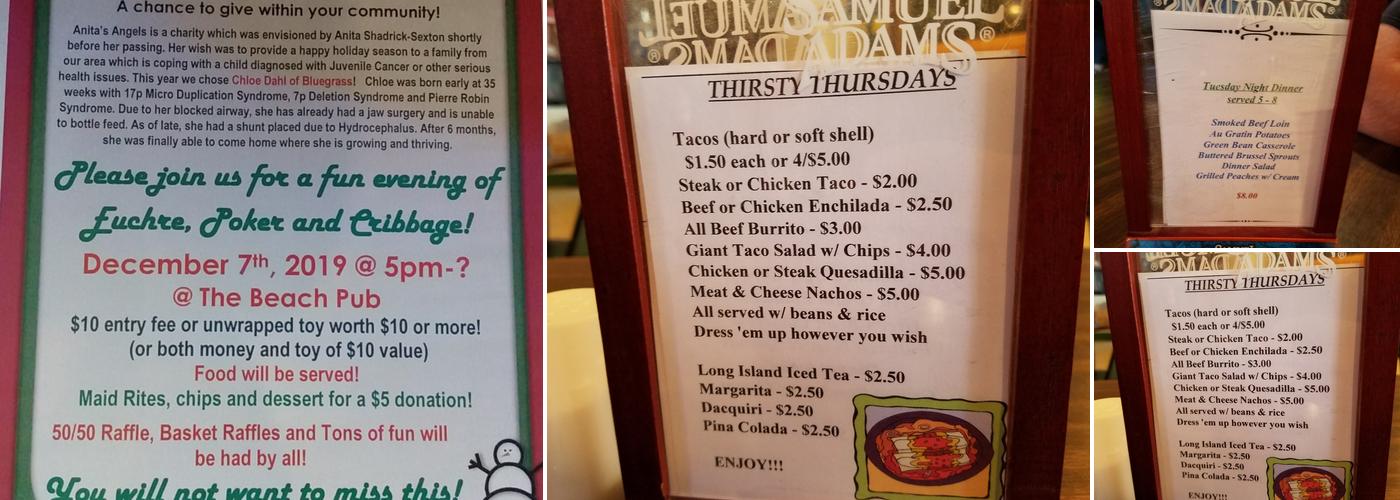 A chance to give within your community!
Anita's Angels is a charity which was envisioned by Anita Shadrick-Sexton shortly
before her passing. Her wish was to provide a happy holiday season to a family from
our area which is coping with a child diagnosed with Juvenile Cancer or other serious
health issues. This year we chose Chloe Dahl of Bluegrass! Chloe was born early at 35
weeks with 17p Micro Duplication Syndrome, 7p Deletion Syndrome and Pierre Robin
Syndrome. Due to her blocked airway, she has already had a jaw surgery and is unable
to bottle feed. As of late, she had a shunt placed due to Hydrocephalus. After 6 months,
she was finally able to come home where she is growing and thriving.
Please join us for a fun evening of
Euchre, Poker and Cribbage!
December 7th, 2019 @ 5pm-?
@ The Beach Pub
$10 entry fee or unwrapped toy worth $10 or more!
(or both money and toy of $10 value)
Food will be served!
Maid Rites, chips and dessert for a $5 donation!
50/50 Raffle, Basket Raffles and Tons of fun will
be had by all!
You will not want to miss this!
SAMUEL
ADAMS®
THIRSTY THURSDAYS
Tacos (hard or soft shell)
$1.50 each or 4/$5.00
Steak or Chicken Taco - $2.00
Beef or Chicken Enchilada - $2.50
All Beef Burrito - $3.00
Giant Taco Salad w/ Chips - $4.00
Chicken or Steak Quesadilla - $5.00
Meat & Cheese Nachos - $5.00
All served w/ beans & rice
Dress 'em up however you wish
Long Island Iced Tea - $2.50
Margarita - $2.50
Dacquiri - $2.50
Pina Colada - $2.50
ENJOY!!!
ADAMS®
Tuesday Night Dinner
served 5 - 8
Smoked Beef Loin
Au Gratin Potatoes
Green Bean Casserole
Buttered Brussel Sprouts
Dinner Salad
Grilled Peaches w/ Cream
$8.00
ADAMS®
THIRSTY THURSDAYS
Tacos (hard or soft shell)
$1.50 each or 4/$5.00
Steak or Chicken Taco - $2.00
Beef or Chicken Enchilada - $2.50
All Beef Burrito - $3.00
Giant Taco Salad w/ Chips - $4.00
Chicken or Steak Quesadilla - $5.00
Meat & Cheese Nachos - $5.00
All served w/ beans & rice
Dress 'em up however you wish
Long Island Iced Tea - $2.50
Margarita - $2.50
Dacquiri - $2.50
Pina Colada - $2.50
ENJOY!!!